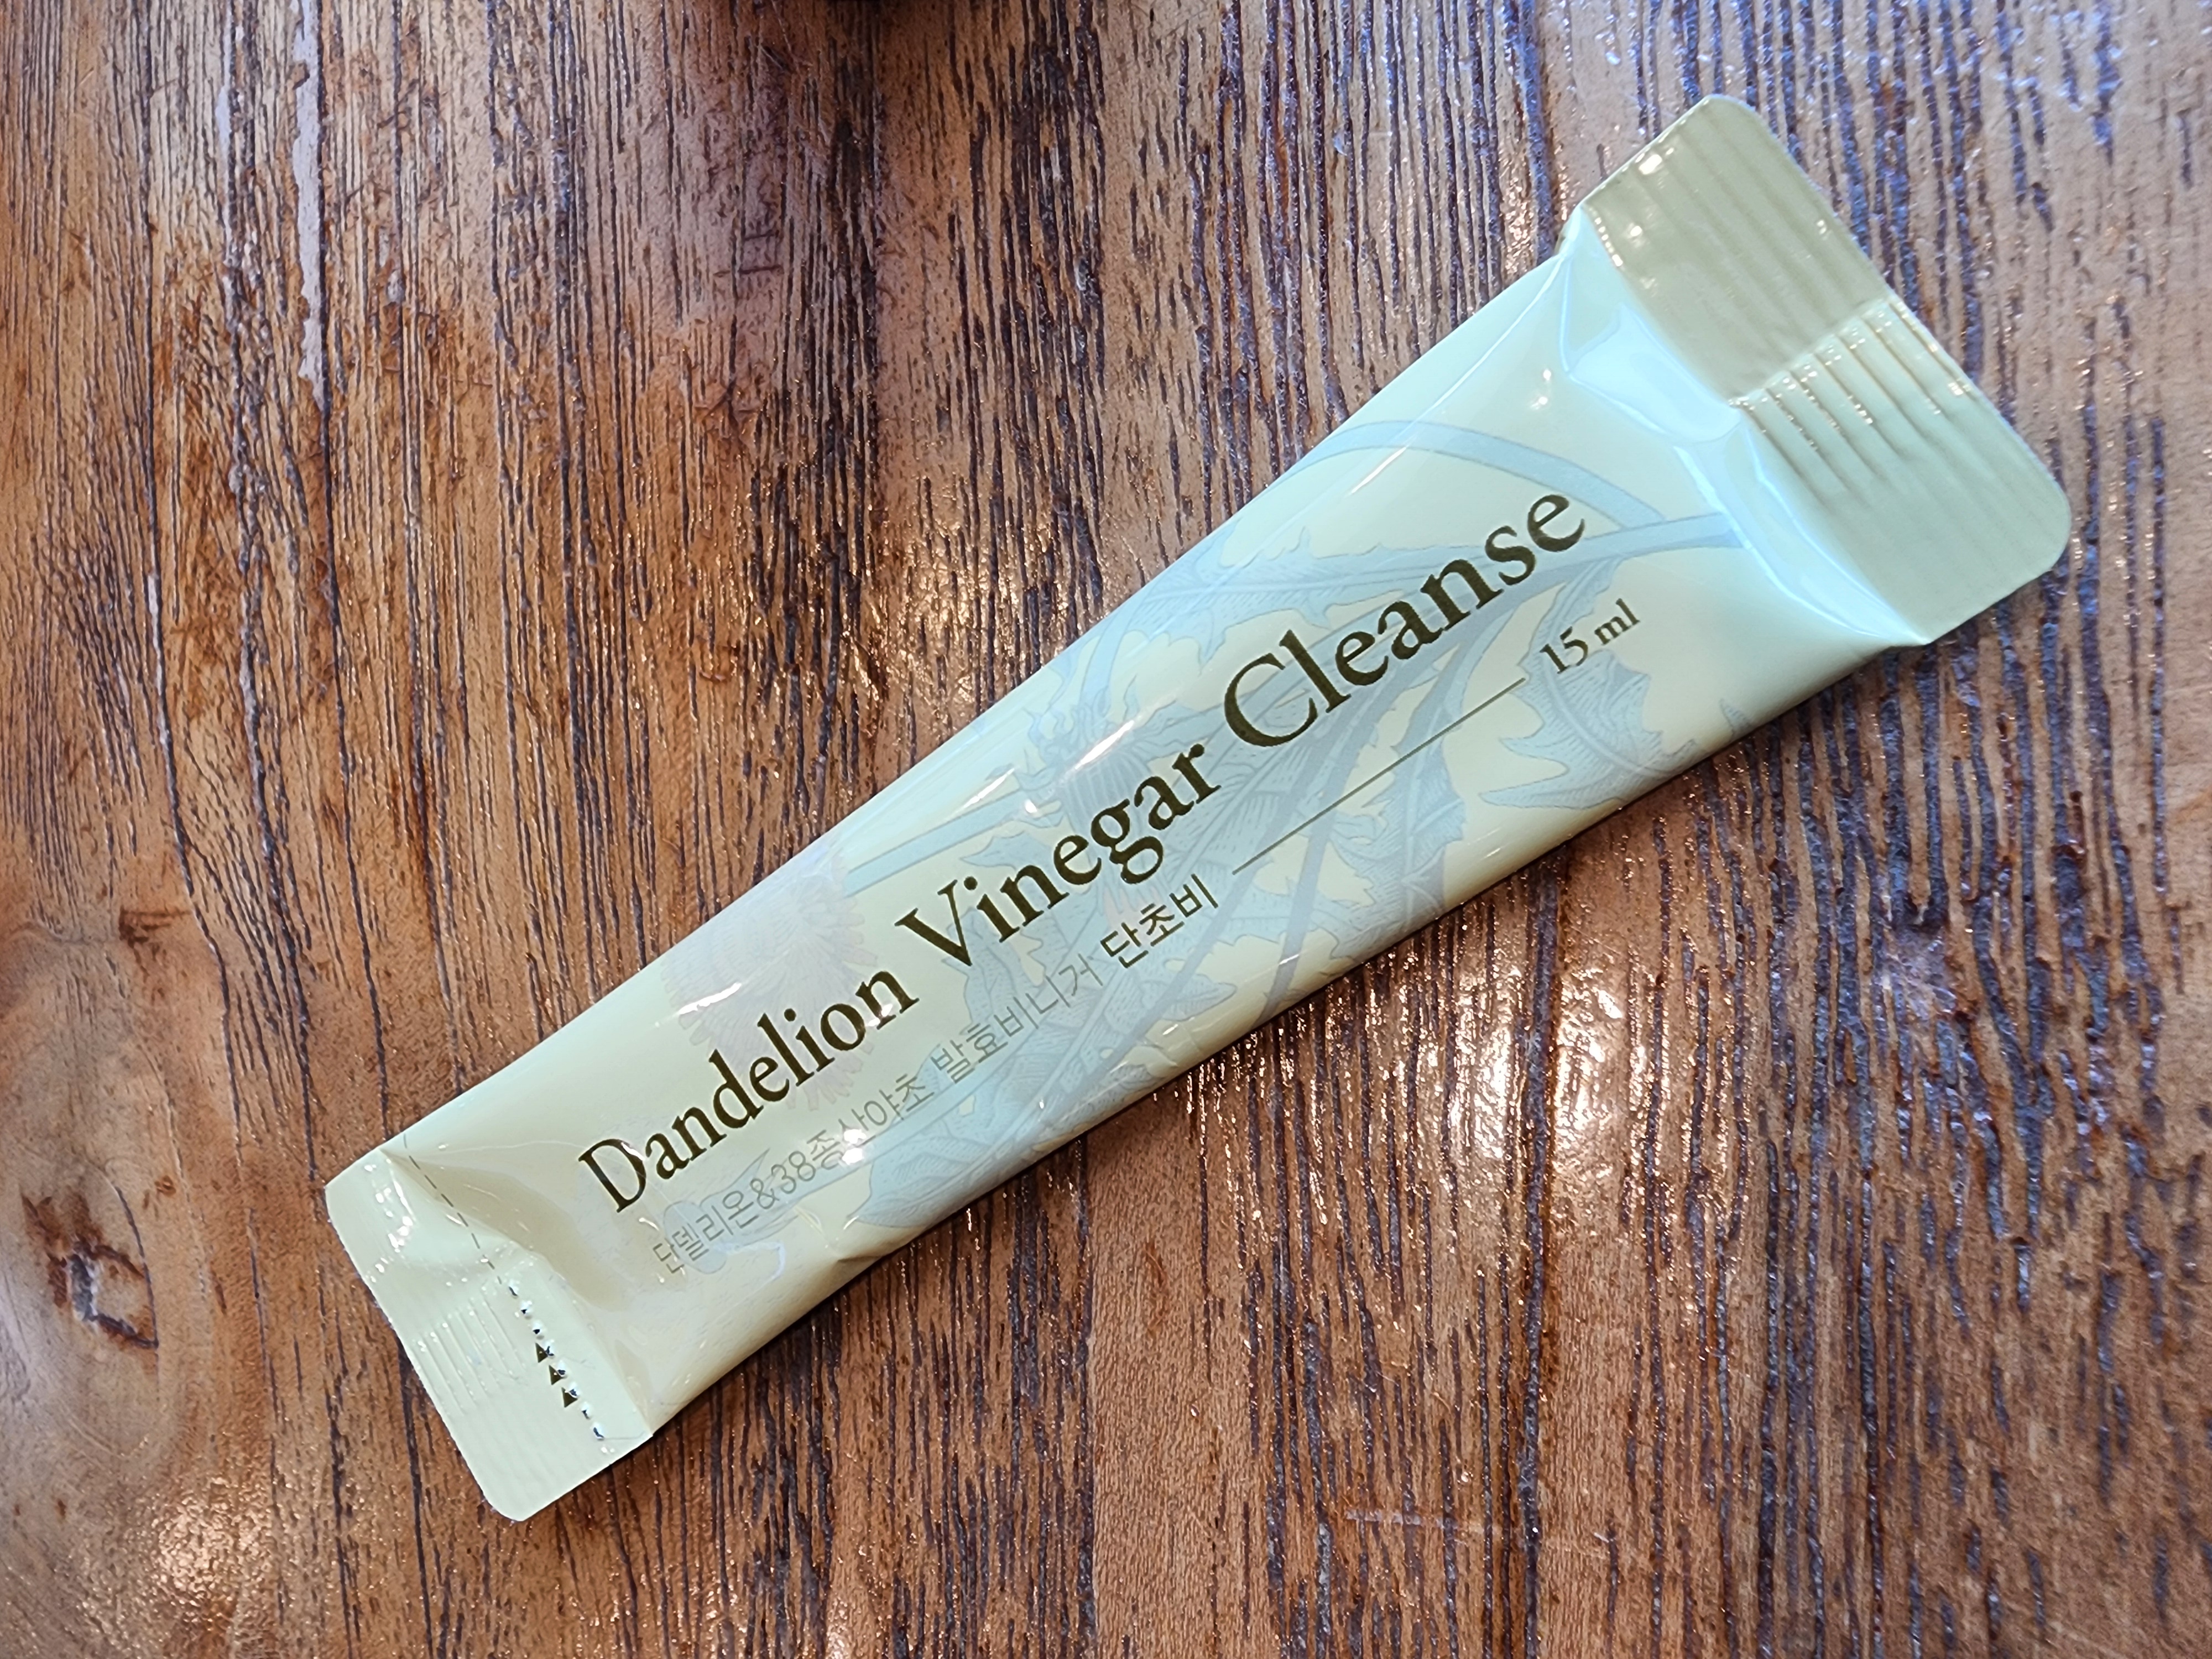 Dandelion Vinegar Cleanse
단델리온&38종산야초 발효비니거 단초비 15 ml